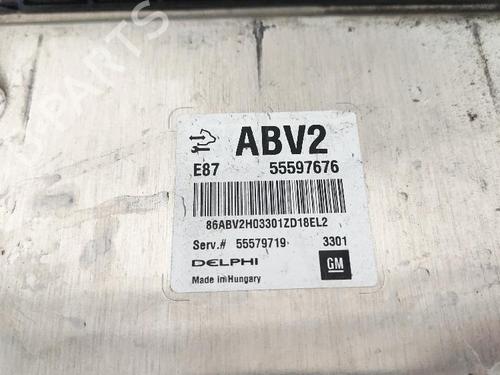 ABV2
E87 55597676
86ABV2H03301ZD18EL2
Serv.# 55579719 3301
DELPHI GM
Made in Hungary